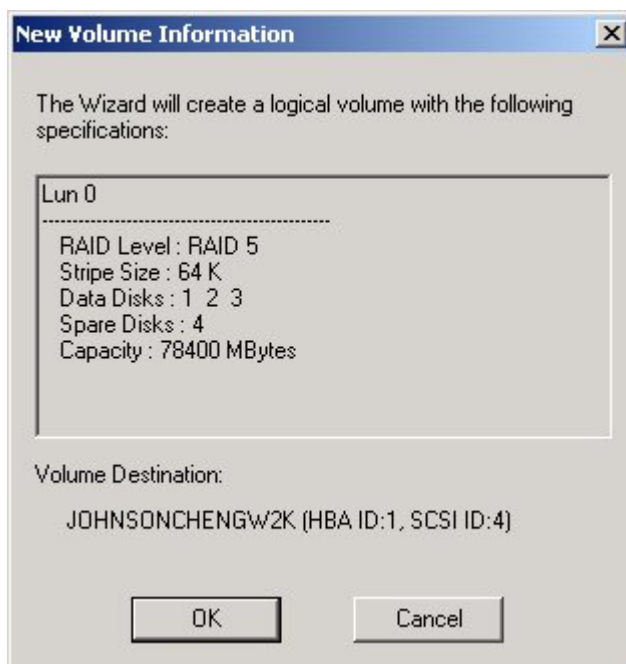 New Volume Information
The Wizard will create a logical volume with the following
specifications:
Lun 0
--------------------------------------------
RAID Level : RAID 5
Stripe Size : 64 K
Data Disks : 1 2 3
Spare Disks : 4
Capacity : 78400 MBytes
Volume Destination:
JOHNSONCHENGW2K (HBA ID:1, SCSI ID:4)
OK Cancel